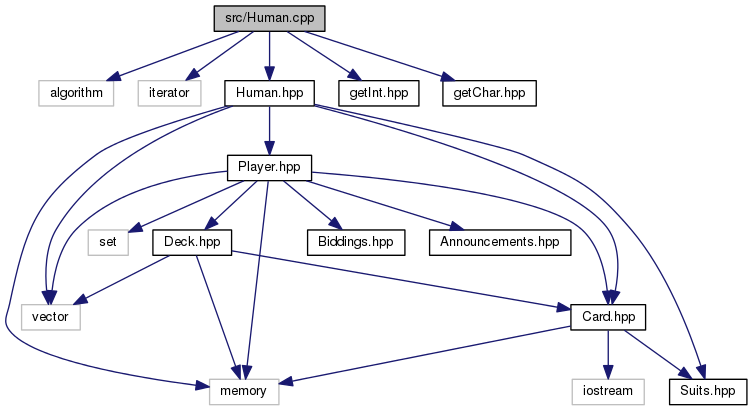 src/Human.cpp
algorithm
iterator
Human.hpp
getInt.hpp
getChar.hpp
Player.hpp
set
Deck.hpp
Biddings.hpp
Announcements.hpp
vector
Card.hpp
memory
iostream
Suits.hpp